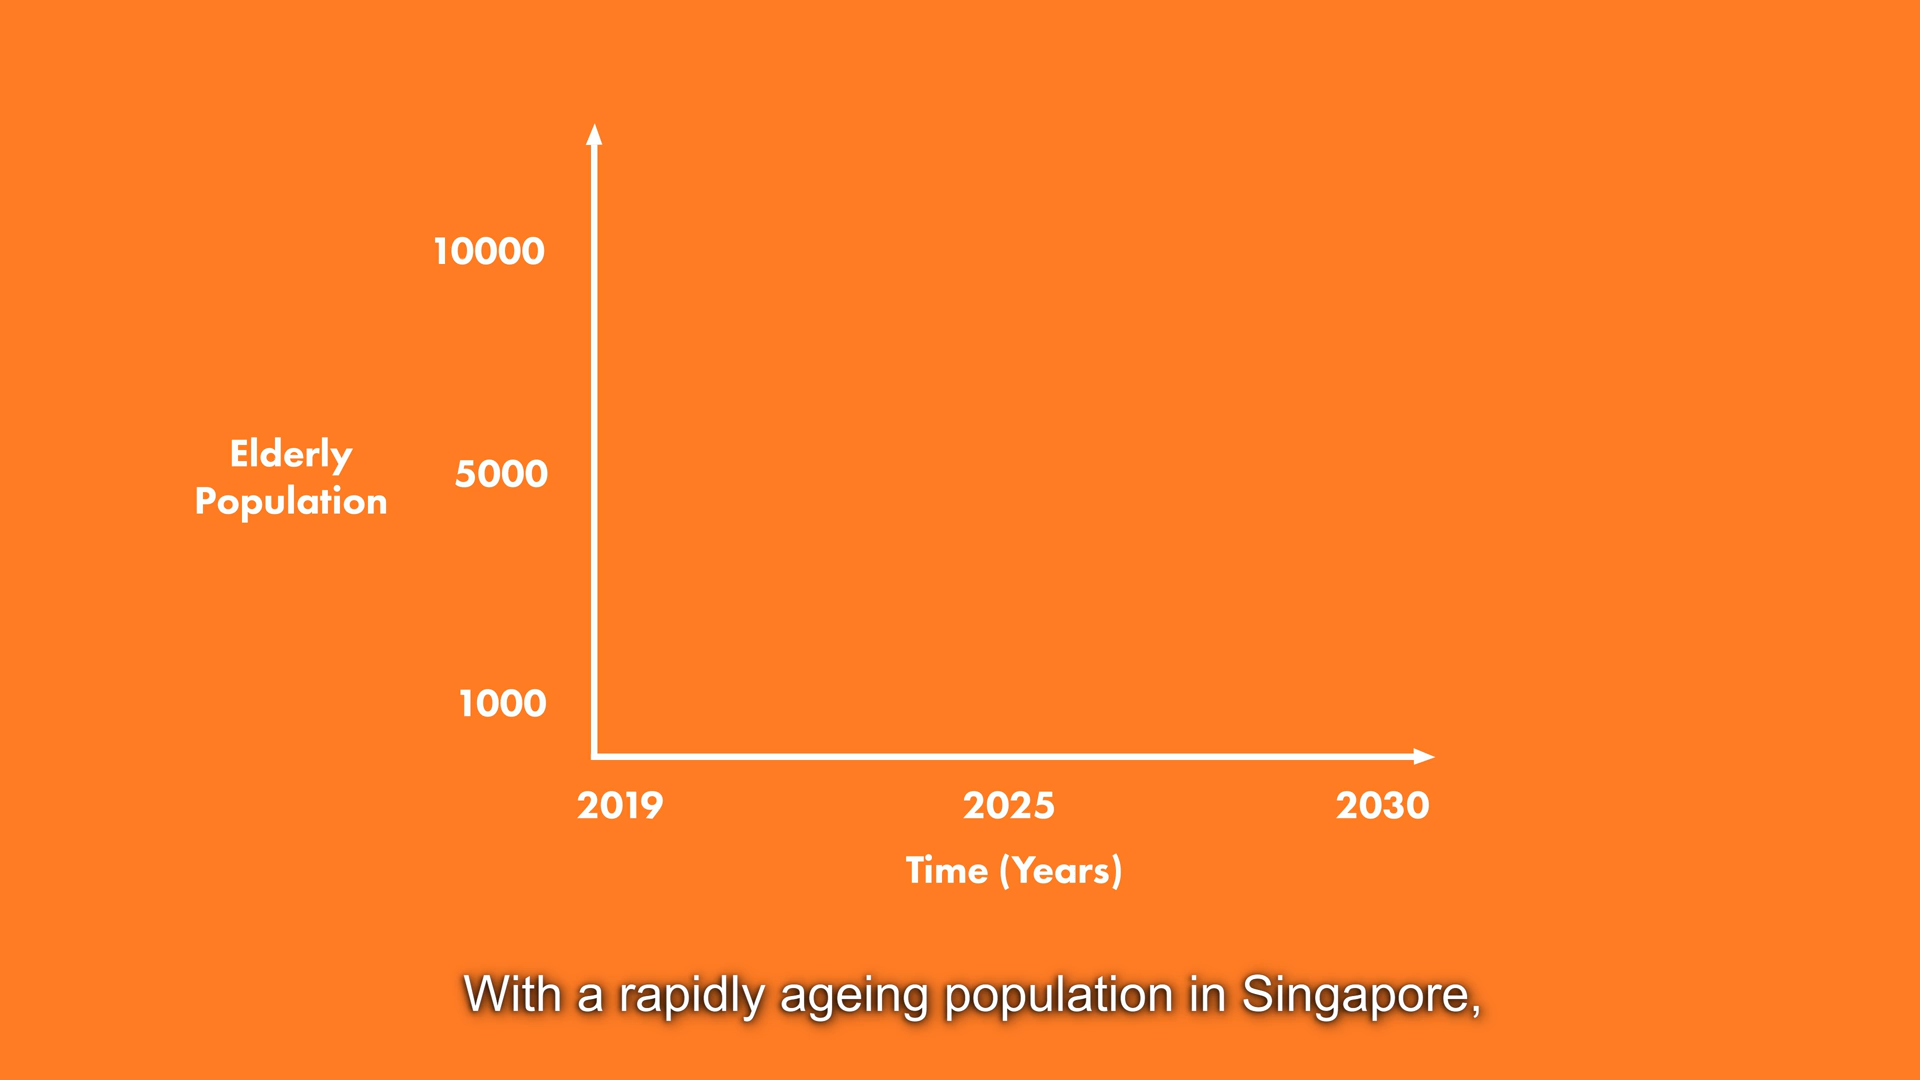 10000
Elderly
Population
5000
1000
2019 2025 2030
Time (Years)
With a rapidly ageing population in Singapore,